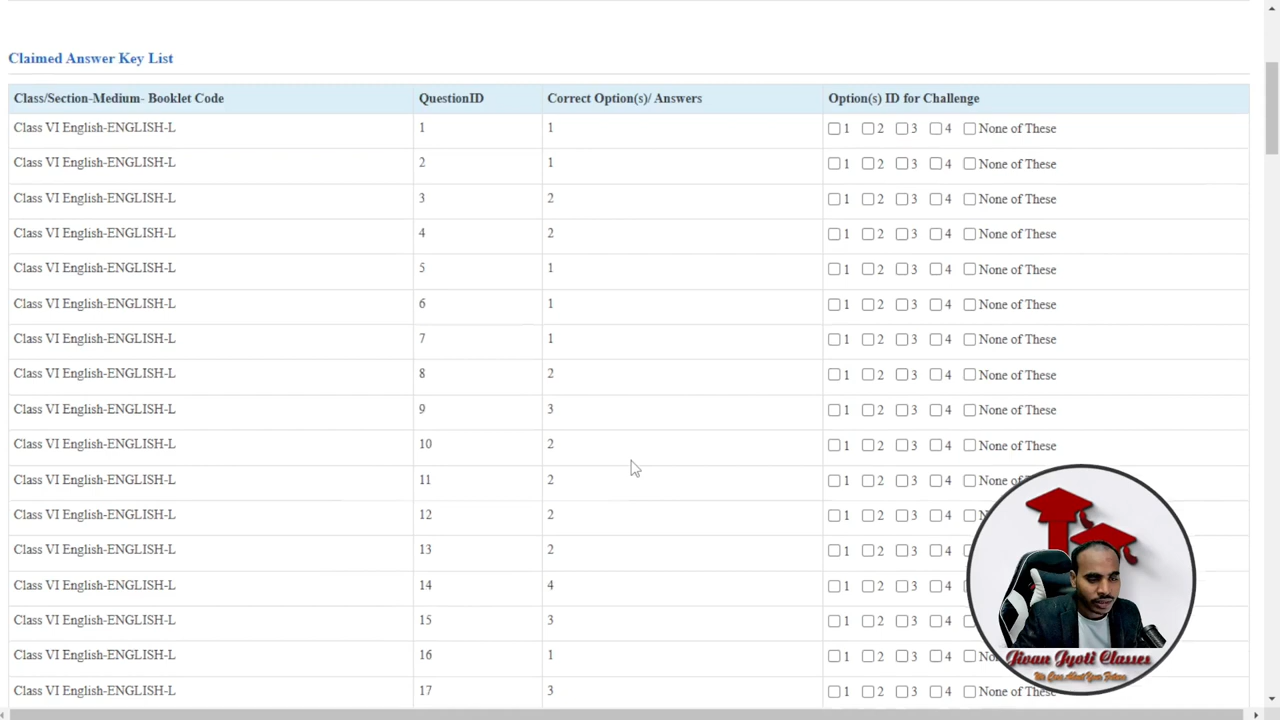 Claimed Answer Key List
Class/Section-Medium- Booklet Code QuestionID Correct Option(s)/ Answers Option(s) ID for Challenge
Class VI English-ENGLISH-L 1 1 1 2 3 4 None of These
Class VI English-ENGLISH-L 2 1 1 2 3 4 None of These
Class VI English-ENGLISH-L 3 2 1 2 3 4 None of These
Class VI English-ENGLISH-L 4 2 1 2 3 4 None of These
Class VI English-ENGLISH-L 5 1 1 2 3 4 None of These
Class VI English-ENGLISH-L 6 1 1 2 3 4 None of These
Class VI English-ENGLISH-L 7 1 1 2 3 4 None of These
Class VI English-ENGLISH-L 8 2 1 2 3 4 None of These
Class VI English-ENGLISH-L 9 3 1 2 3 4 None of These
Class VI English-ENGLISH-L 10 2 1 2 3 4 None of These
Class VI English-ENGLISH-L 11 2 1 2 3 4 None
Class VI English-ENGLISH-L 12 2 1 2 3 4
Class VI English-ENGLISH-L 13 2 1 2 3 4
Class VI English-ENGLISH-L 14 4 1 2 3 4
Class VI English-ENGLISH-L 15 3 1 2 3 4
Class VI English-ENGLISH-L 16 1 1 2 3 4
Jivan Jyoti Classes
Class VI English-ENGLISH-L 17 3 1 2 3 4 None of These